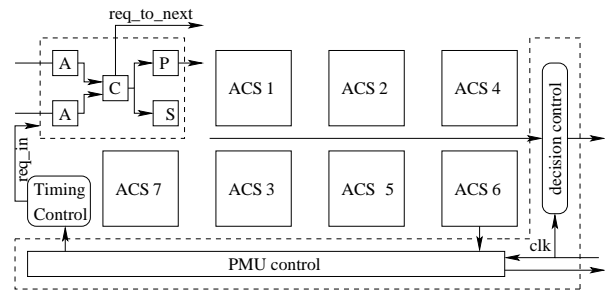 req_to_next
A
P
C
A
S
ACS 1
ACS 2
ACS 4
req_in
Timing
Control
ACS 7
ACS 3
ACS 5
ACS 6
decision control
clk
PMU control